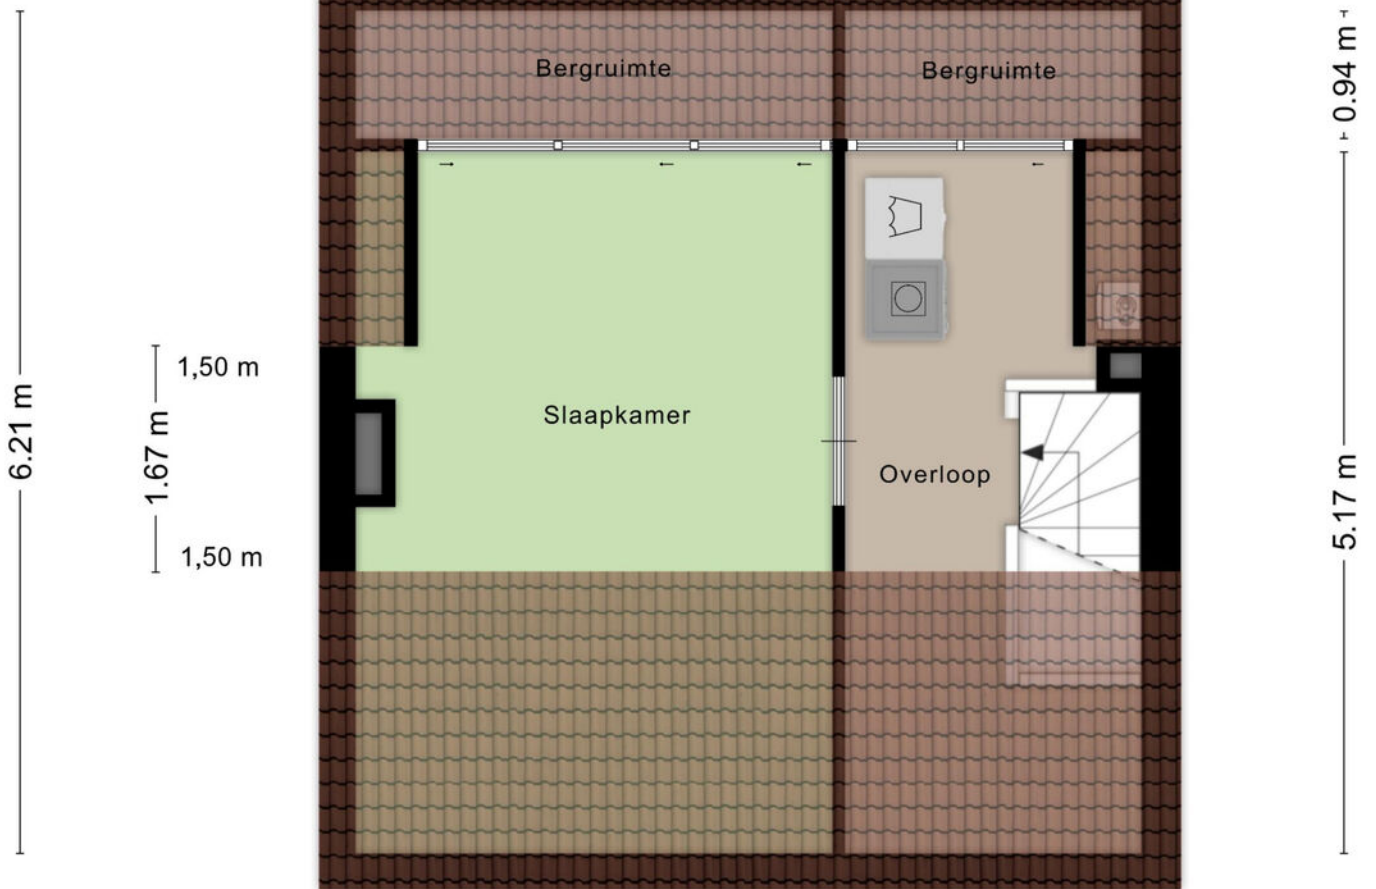 Bergruimte
Bergruimte
0.94 m
1,50 m
6.21 m
1.67 m
Slaapkamer
Overloop
5.17 m
1,50 m